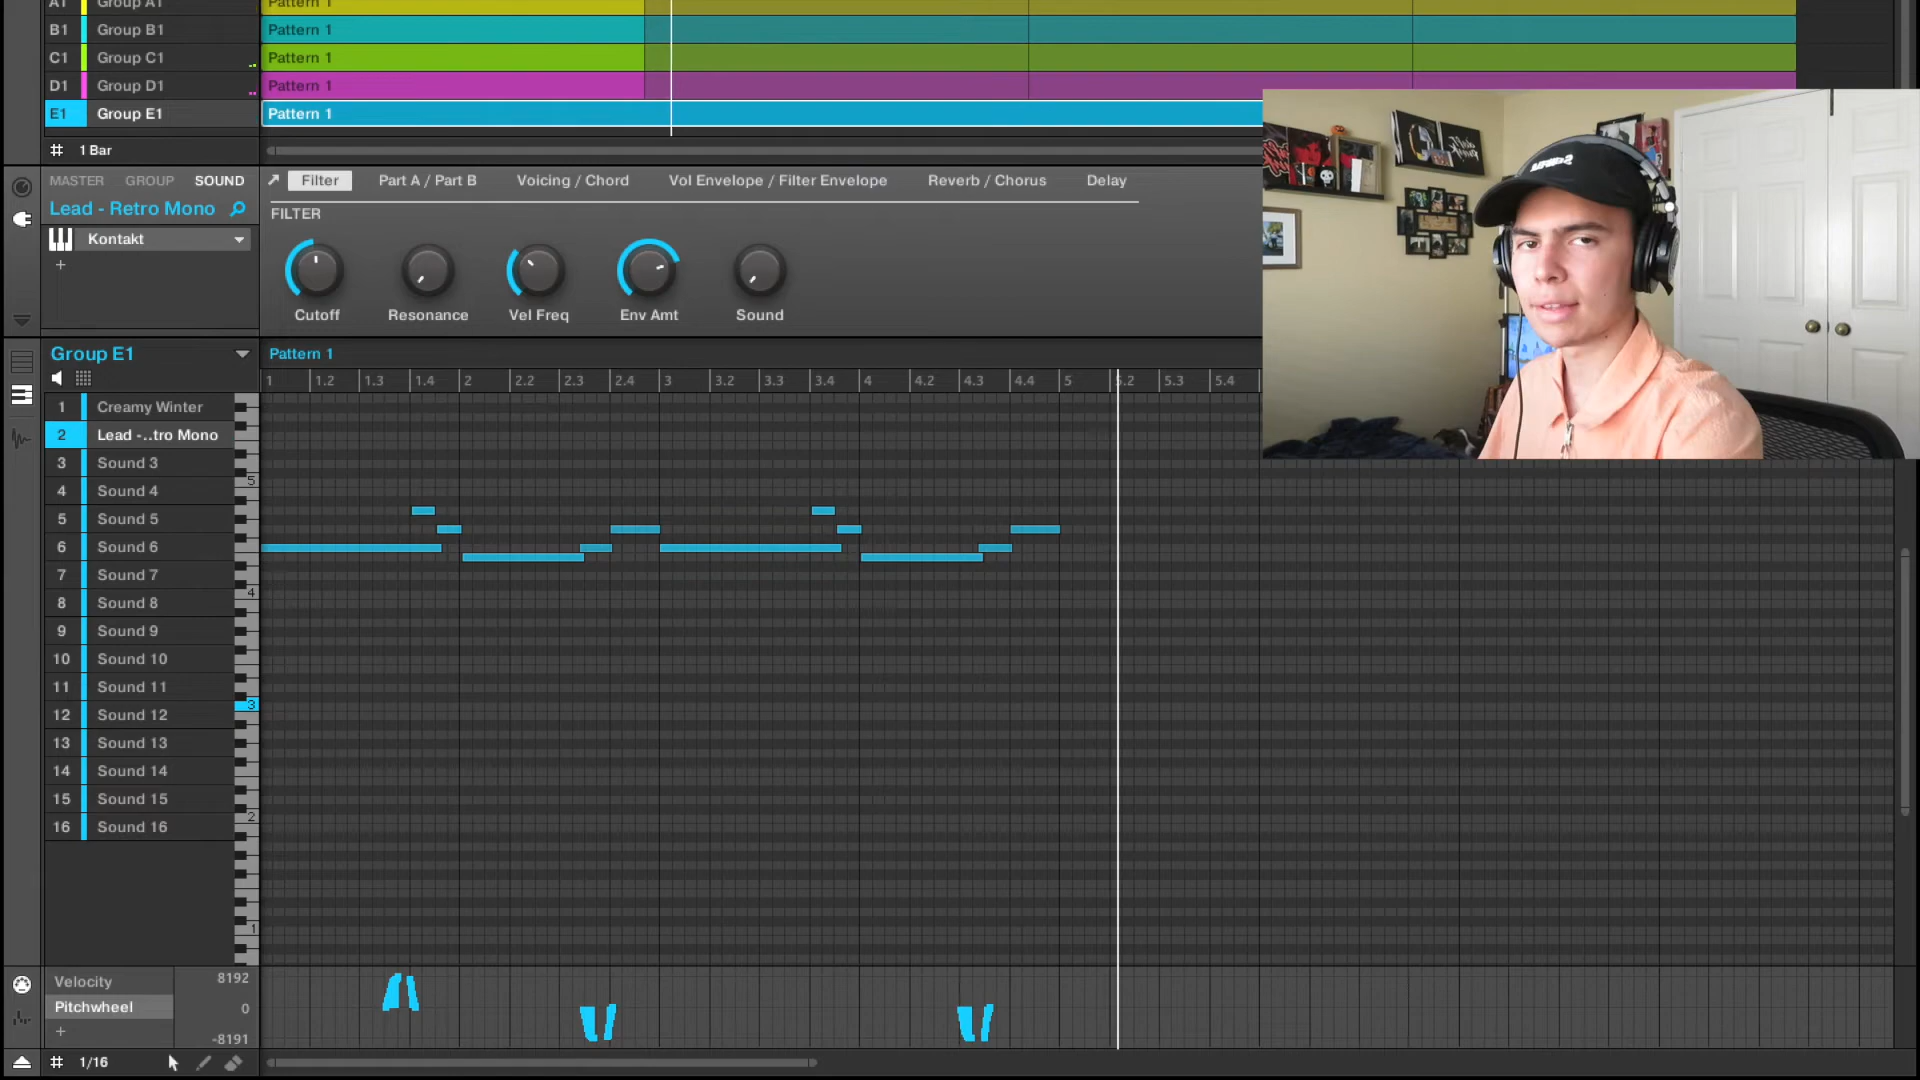 A1 Group A1 Pattern 1
B1 Group B1 Pattern 1
C1 Group C1 Pattern 1
D1 Group D1 Pattern 1
E1 Group E1 Pattern 1
1 Bar
MASTER GROUP SOUND
Filter Part A / Part B Voicing / Chord Vol Envelope / Filter Envelope Reverb / Chorus Delay
Lead - Retro Mono
FILTER
Kontakt
+
Cutoff Resonance Vel Freq Env Amt Sound
Group E1 Pattern 1
1 1.2 1.3 1.4 2 2.2 2.3 2.4 3 3.2 3.3 3.4 4 4.2 4.3 4.4 5 5.2 5.3 5.4
1 Creamy Winter
2 Lead -..tro Mono
3 Sound 3
5
4 Sound 4
5 Sound 5
6 Sound 6
7 Sound 7
4
8 Sound 8
9 Sound 9
10 Sound 10
11 Sound 11
3
12 Sound 12
13 Sound 13
14 Sound 14
15 Sound 15
2
16 Sound 16
1
Velocity 8192
Pitchwheel 0
+ -8191
1/16